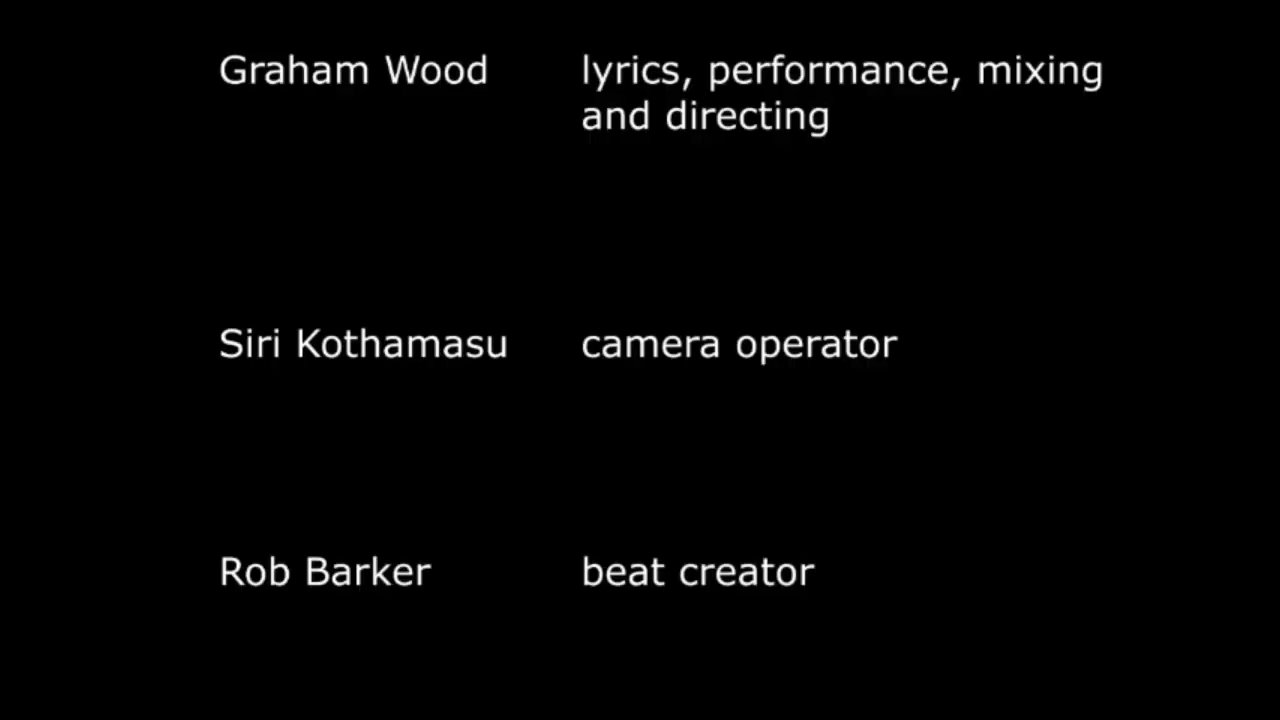 Graham Wood lyrics, performance, mixing
and directing
Siri Kothamasu camera operator
Rob Barker beat creator